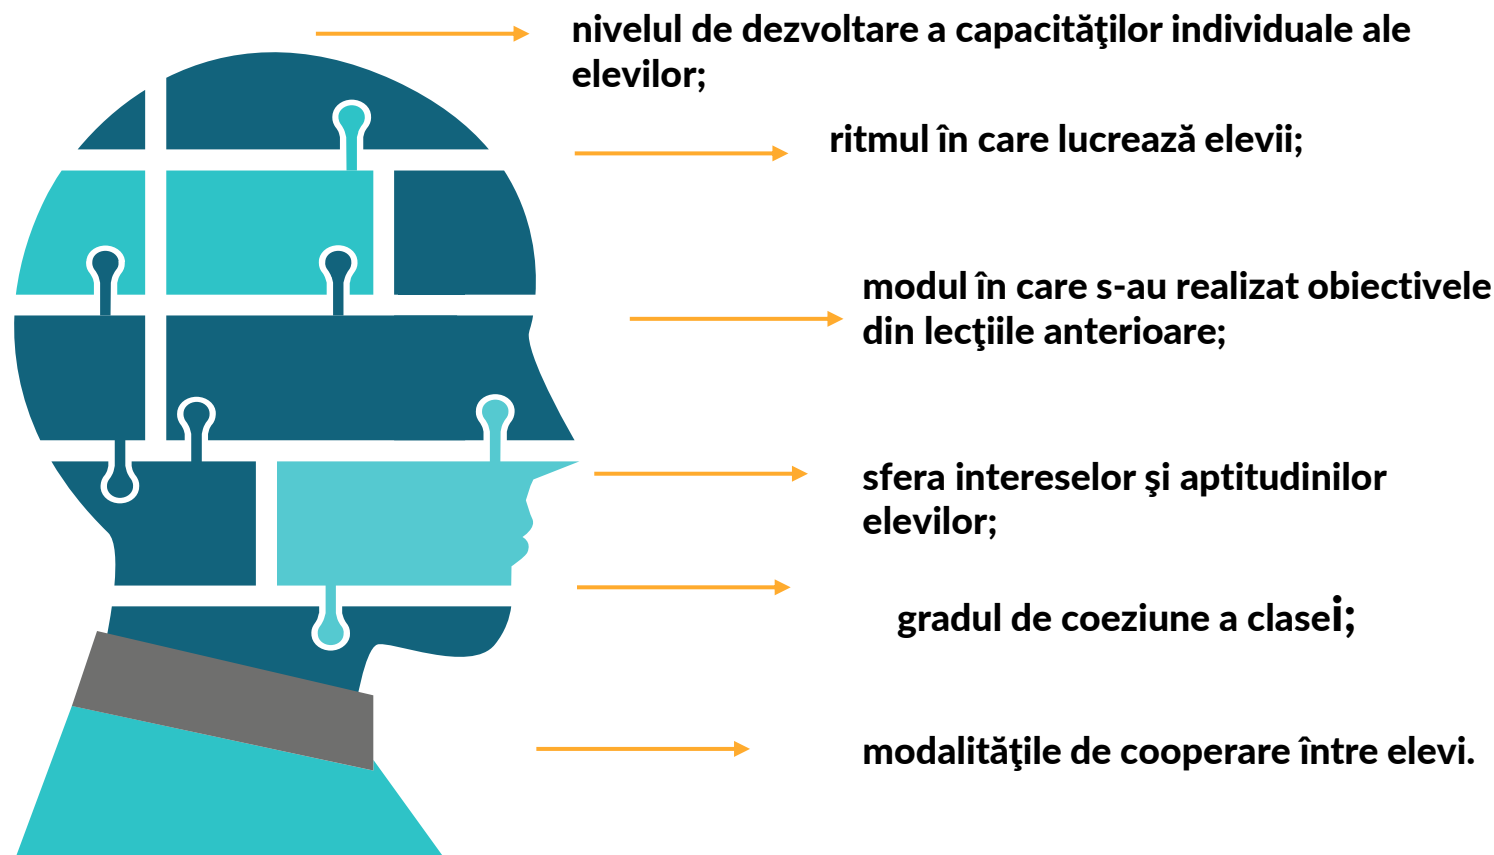 nivelul de dezvoltare a capacităţilor individuale ale
elevilor;
ritmul în care lucrează elevii;
modul în care s-au realizat obiectivele
din lecţiile anterioare;
sfera intereselor şi aptitudinilor
elevilor;
gradul de coeziune a clasei;
modalităţile de cooperare între elevi.